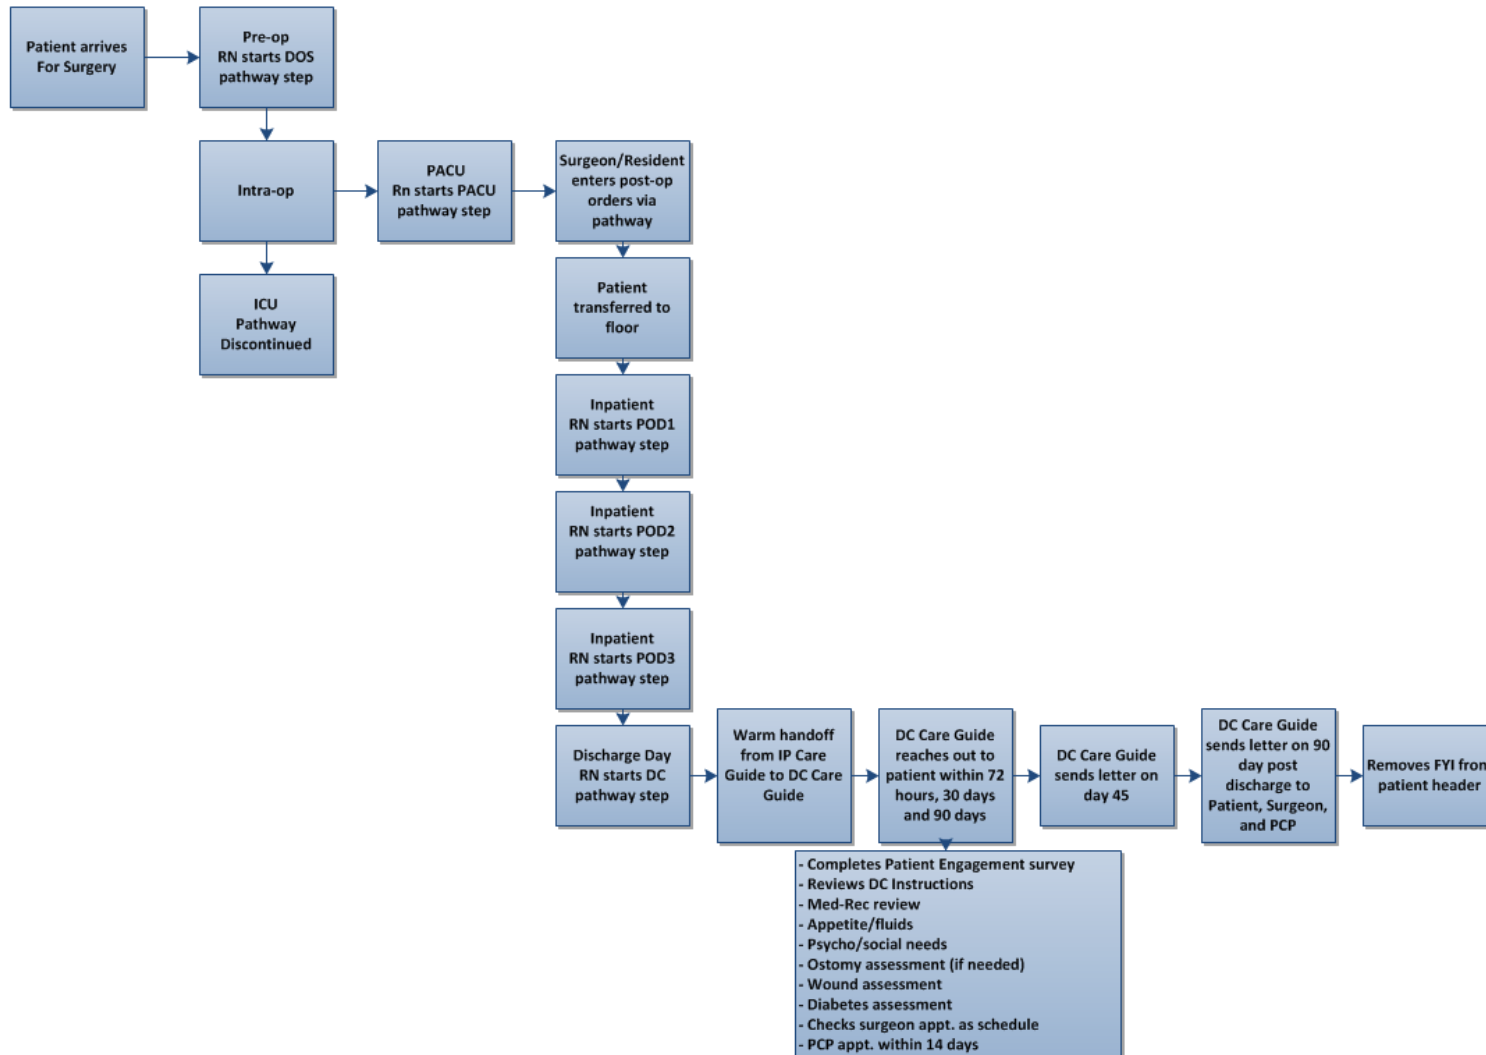 Patient arrives
For Surgery
Pre-op
RN starts DOS
pathway step
Intra-op
PACU
Rn starts PACU
pathway step
Surgeon/Resident
enters post-op
orders via
pathway
ICU
Pathway
Discontinued
Patient
transferred to
floor
Inpatient
RN starts POD1
pathway step
Inpatient
RN starts POD2
pathway step
Inpatient
RN starts POD3
pathway step
Discharge Day
RN starts DC
pathway step
Warm handoff
from IP Care
Guide to DC Care
Guide
DC Care Guide
reaches out to
patient within 72
hours, 30 days
and 90 days
DC Care Guide
sends letter on
day 45
DC Care Guide
sends letter on 90
day post
discharge to
Patient, Surgeon,
and PCP
Removes FYI from
patient header
- Completes Patient Engagement survey
- Reviews DC Instructions
- Med-Rec review
- Appetite/fluids
- Psycho/social needs
- Ostomy assessment (if needed)
- Wound assessment
- Diabetes assessment
- Checks surgeon appt. as schedule
- PCP appt. within 14 days